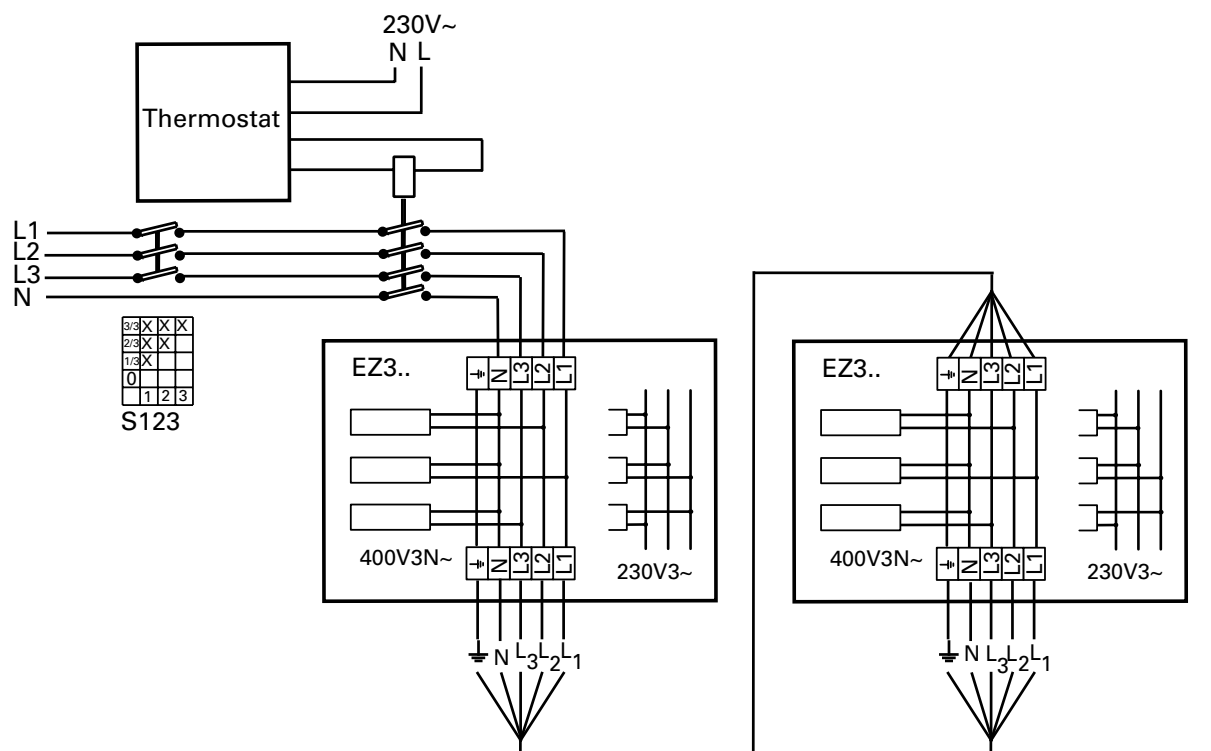 230V~
N L
Thermostat
L1
L2
L3
N
3/3 X X X
2/3 X X
1/3 X
0
1 2 3
S123
EZ3..
N L3 L2 L1
400V3N~
230V3~
N L3 L2 L1
N L3 L2 L1
EZ3..
N L3 L2 L1
400V3N~
230V3~
N L3 L2 L1
N L3 L2 L1